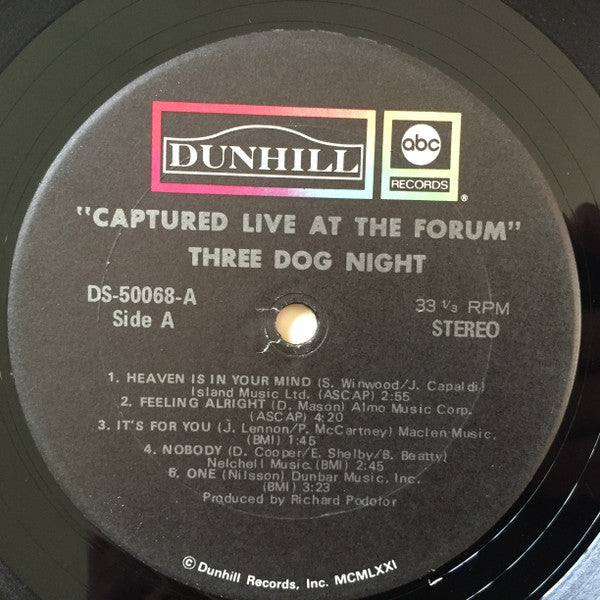 DUNHILL
abc
RECORDS
®
"CAPTURED LIVE AT THE FORUM"
THREE DOG NIGHT
DS-50068-A
33 1/3 RPM
Side A
STEREO
1. HEAVEN IS IN YOUR MIND (S. Winwood/J. Capaldi)
Island Music Ltd. (ASCAP) 2:55
2. FEELING ALRIGHT (D. Mason) Almo Music Corp.
(ASCAP) 4:20
3. IT'S FOR YOU (J. Lennon/P. McCartney) Maclen Music.
(BMI) 1:45
4. NOBODY (D. Cooper/E. Shelby/B. Beatty)
Nelchell Music. (BMI) 2:45
5. ONE (Nilsson) Dunbar Music, Inc.
(BMI) 3:23
Produced by Richard Podolor
© Dunhill Records, Inc. MCMLXXI